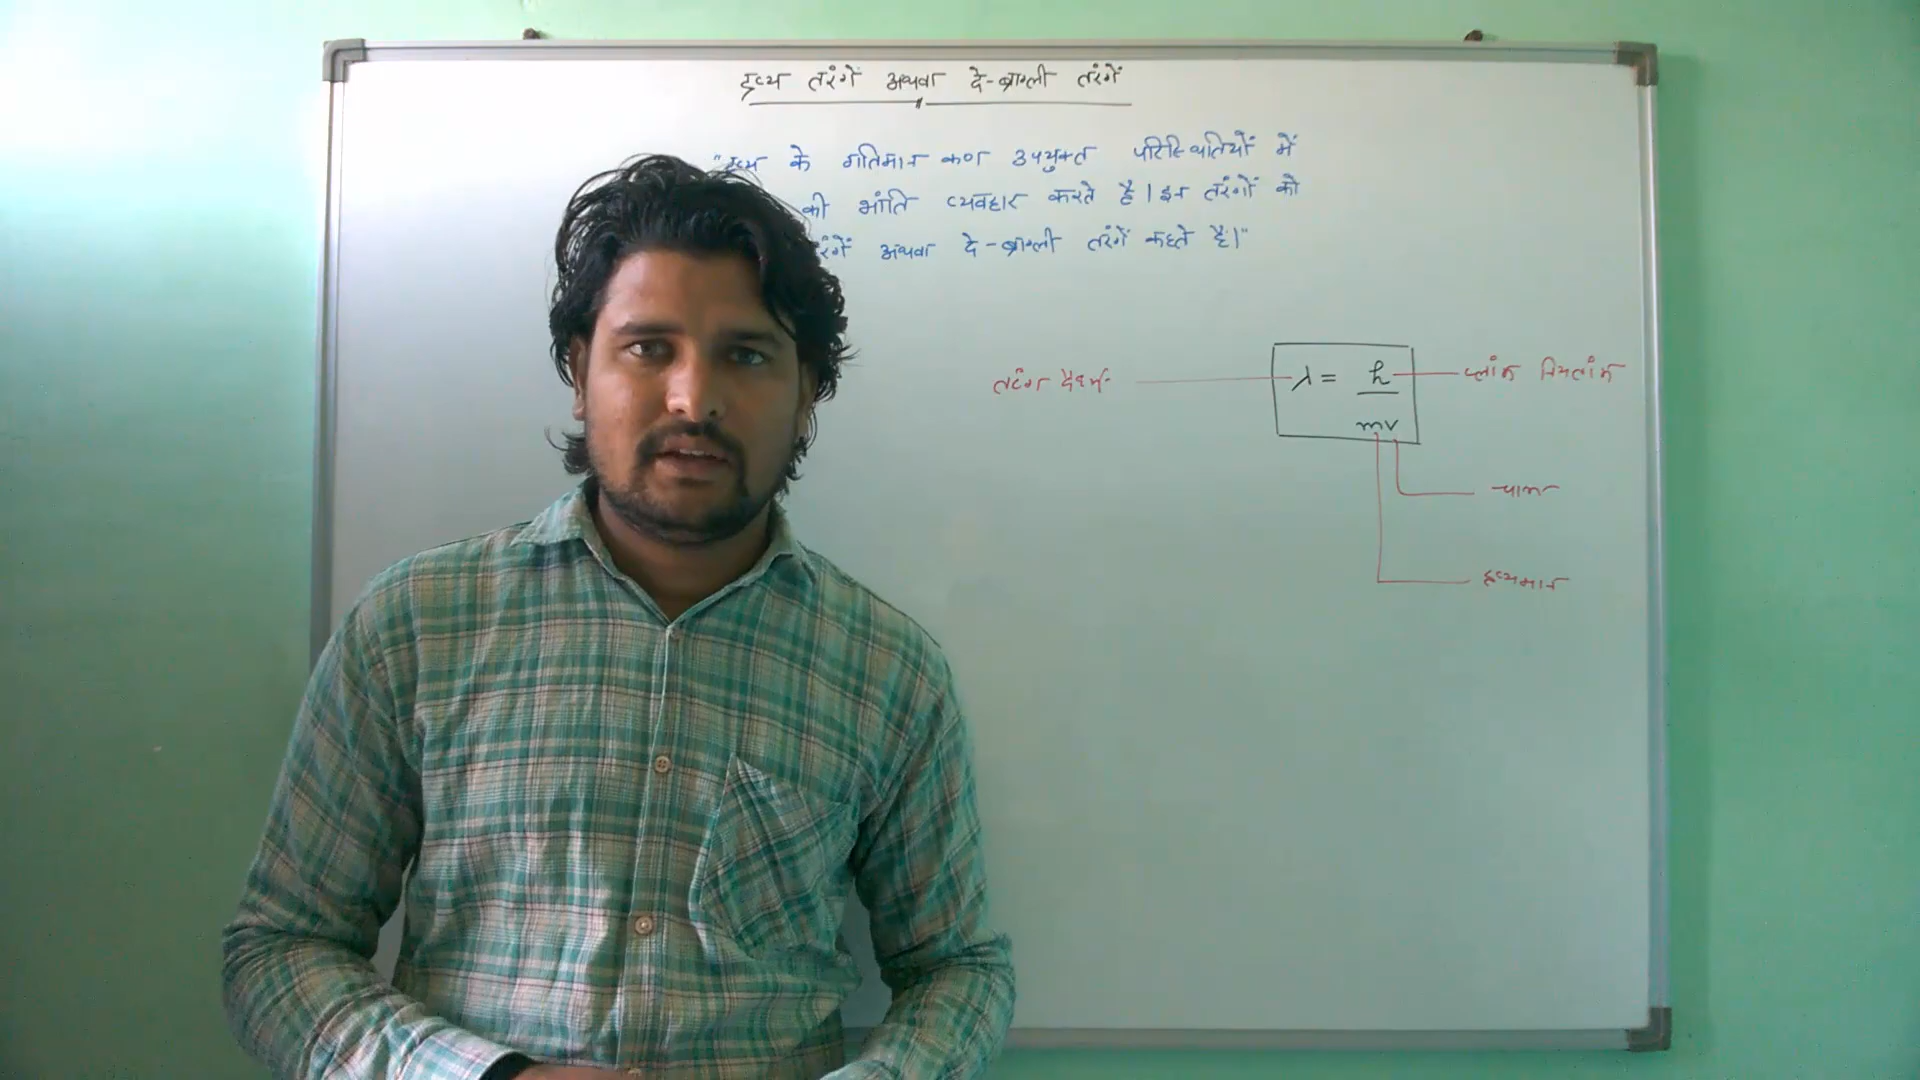 द्रव्य तरंगें अथवा दे-ब्राग्ली तरंगें
"द्रव्य के गतिमान कण उपयुक्त परिस्थितियों में
की भांति व्यवहार करते है। इन तरंगों को
अथवा दे-ब्राग्ली तरंगें कहते है।"
तरंग दैर्ध्य
λ = h / mv
प्लांक नियतांक
चाल
द्रव्यमान